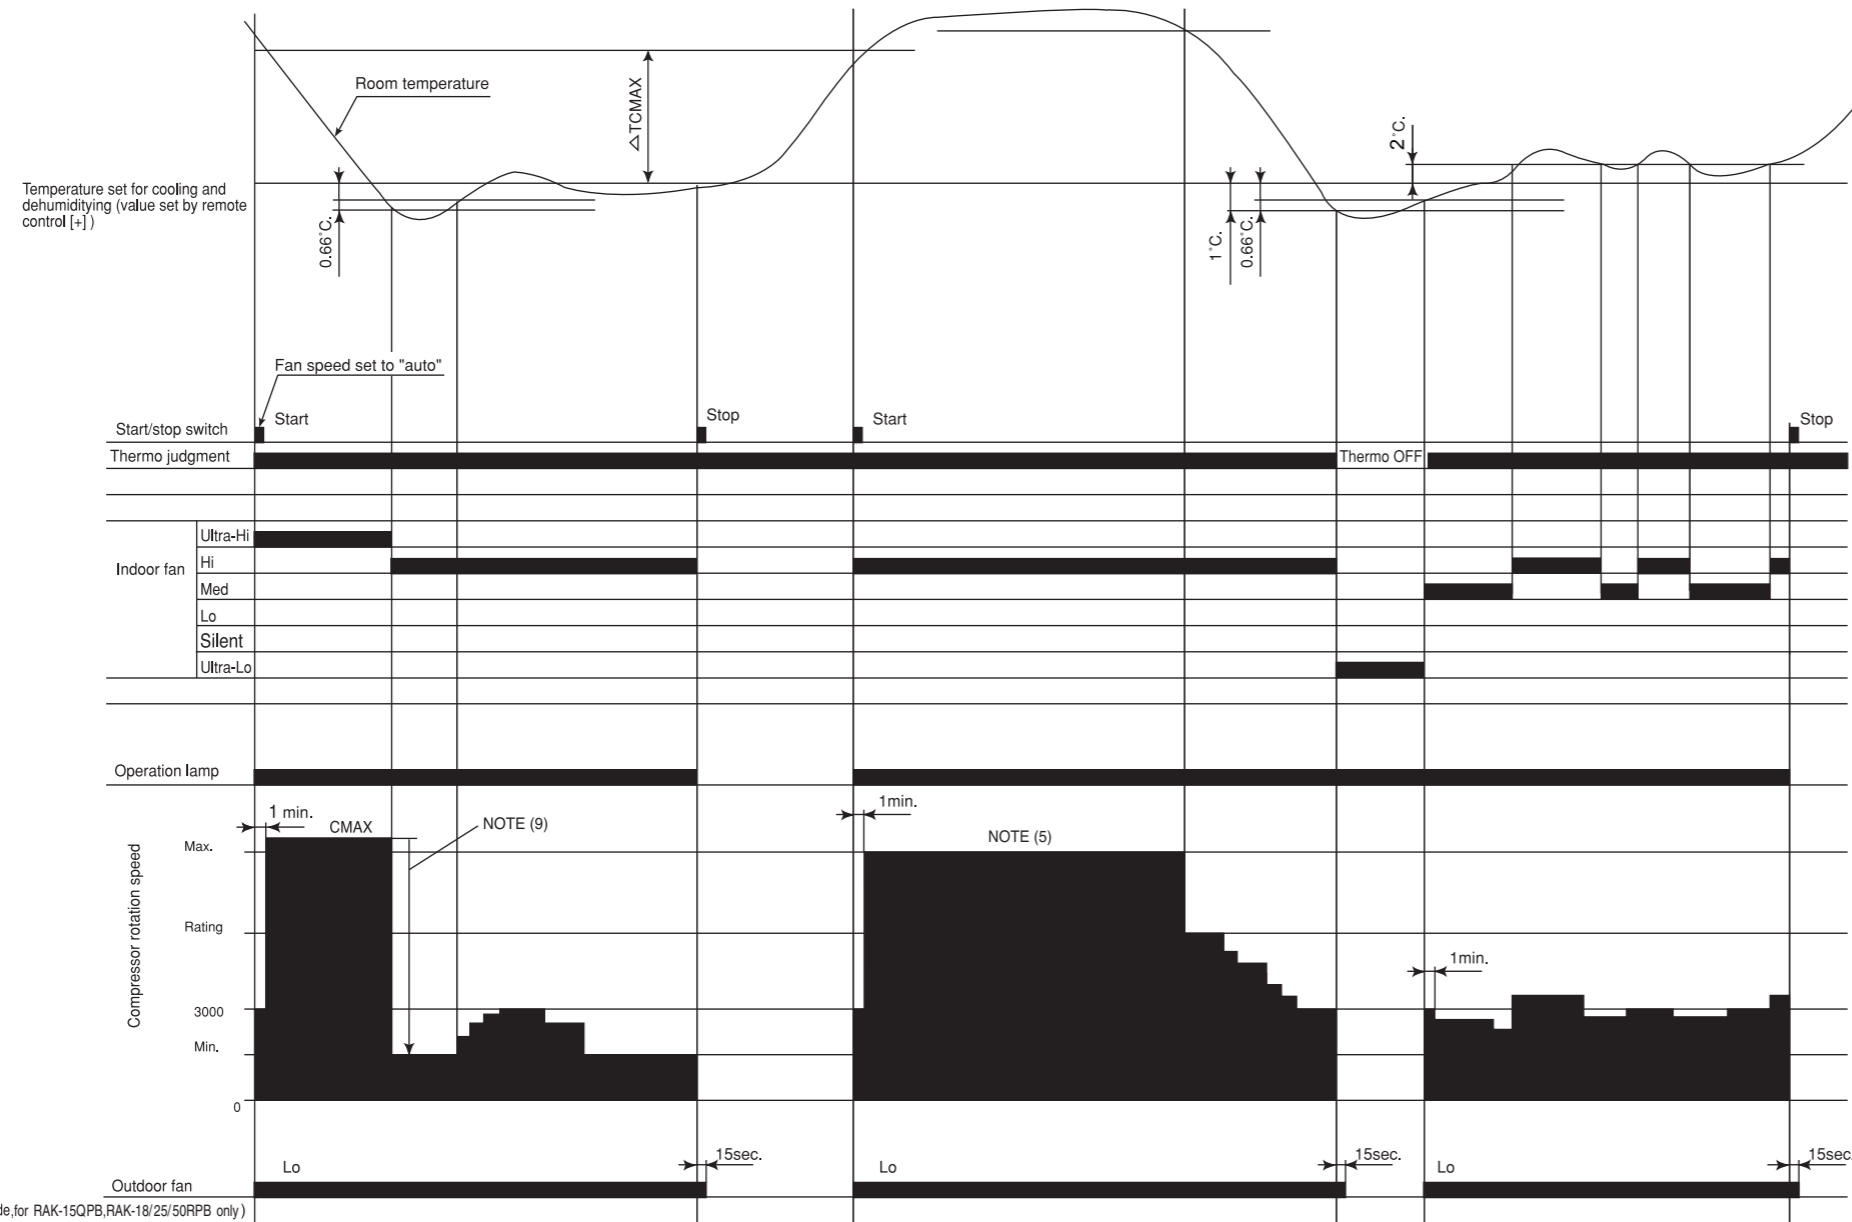 Room temperature
△TCMAX
2°C.
Temperature set for cooling and
dehumiditying (value set by remote
control [+] )
0.66°C.
1°C.
0.66°C.
Fan speed set to "auto"
Start/stop switch
Start
Stop
Start
Stop
Thermo judgment
Thermo OFF
Indoor fan
Ultra-Hi
Hi
Med
Lo
Silent
Ultra-Lo
Operation lamp
Compressor rotation speed
1 min.
CMAX
NOTE (9)
1min.
NOTE (5)
Max.
Rating
1min.
3000
Min.
0
15sec.
15sec.
15sec.
Lo
Lo
Lo
Outdoor fan
de,for RAK-15QPB,RAK-18/25/50RPB only )